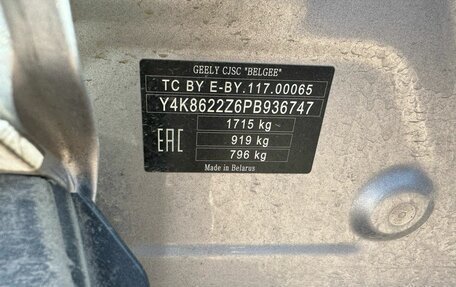 GEELY CJSC "BELGEE"
TC BY E-BY.117.00065
Y4K8622Z6PB936747
1715 kg
EAC 919 kg
796 kg
Made in Belarus